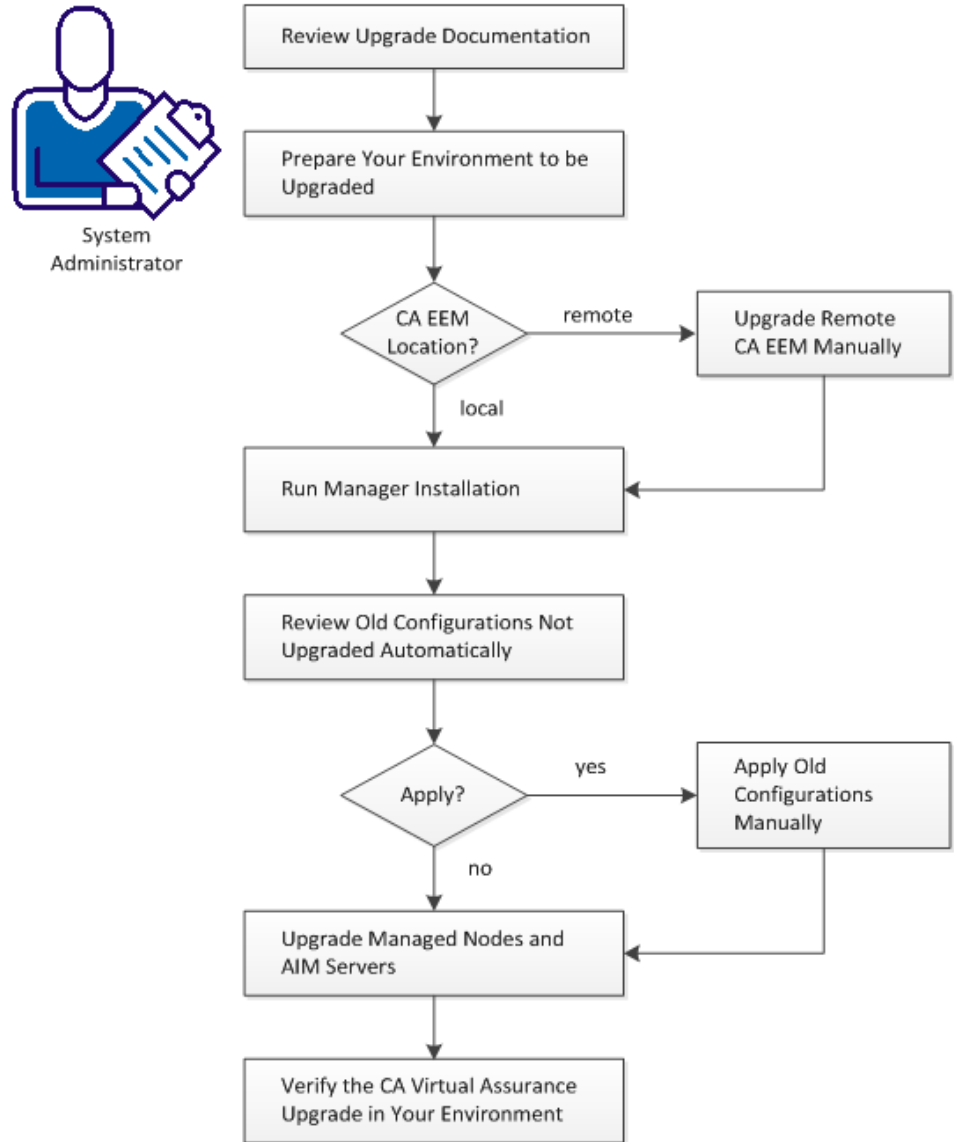 Review Upgrade Documentation
System
Administrator
Prepare Your Environment to be
Upgraded
CA EEM
Location?
remote
Upgrade Remote
CA EEM Manually
local
Run Manager Installation
Review Old Configurations Not
Upgraded Automatically
Apply?
yes
Apply Old
Configurations
Manually
no
Upgrade Managed Nodes and
AIM Servers
Verify the CA Virtual Assurance
Upgrade in Your Environment